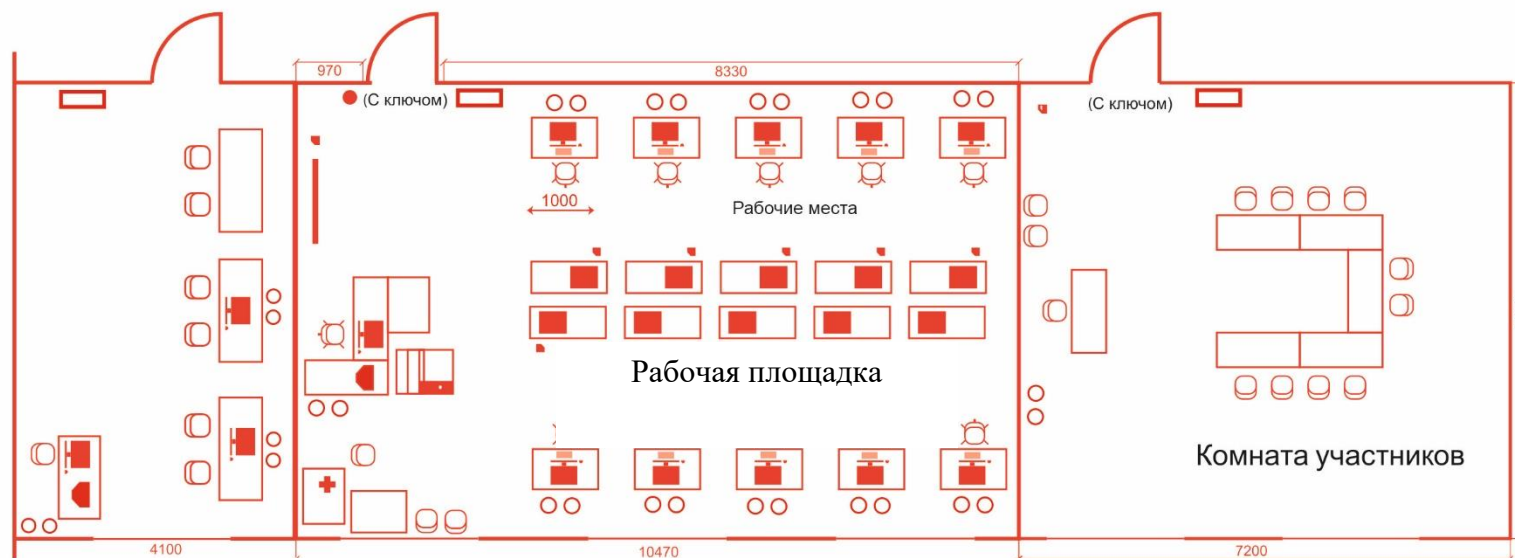 970
8330
(С ключом)
(С ключом)
1000
Рабочие места
Рабочая площадка
Комната участников
4100
10470
7200